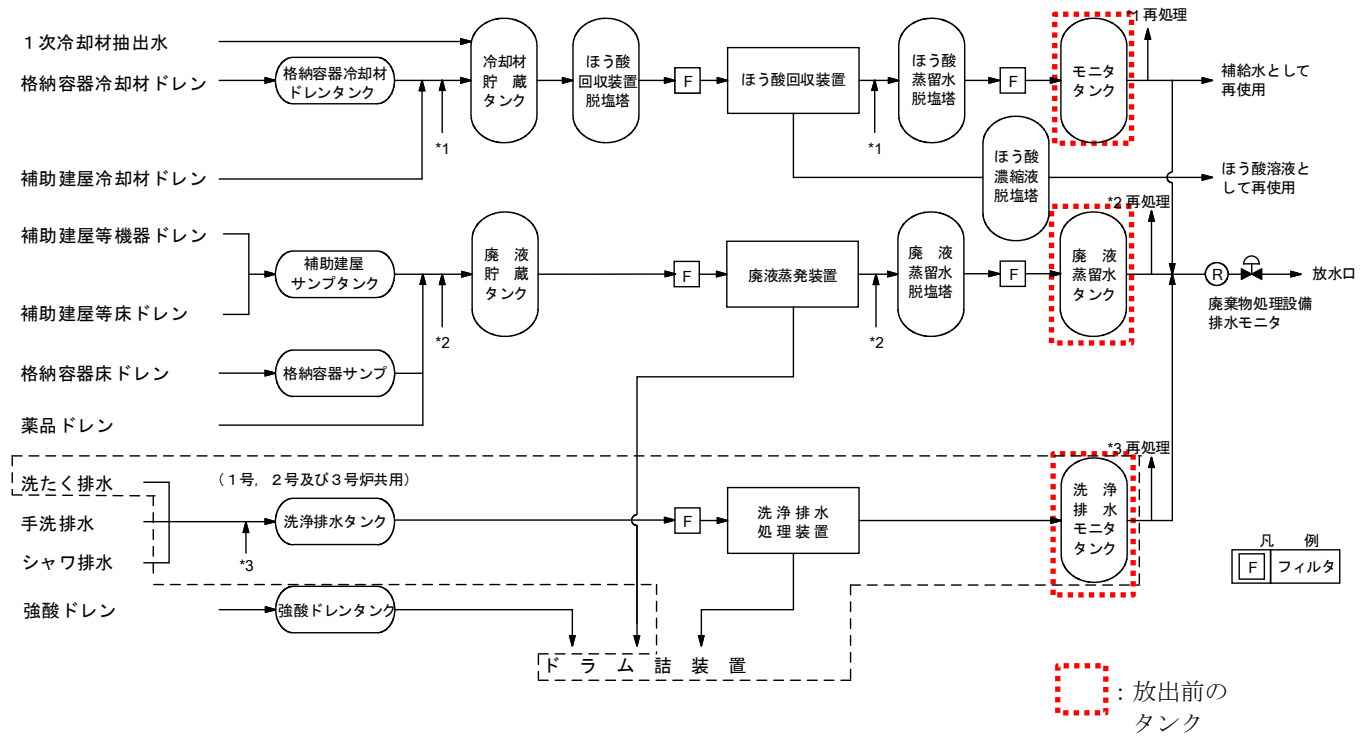 *1再処理
1次冷却材抽出水
格納容器冷却材ドレン
格納容器冷却材
ドレンタンク
*1
冷却材
貯蔵
タンク
ほう酸
回収装置
脱塩塔
F
ほう酸回収装置
*1
ほう酸
蒸留水
脱塩塔
F
モニタ
タンク
補給水として
再使用
補助建屋冷却材ドレン
ほう酸
濃縮液
脱塩塔
ほう酸溶液と
して再使用
*2 再処理
補助建屋等機器ドレン
補助建屋
サンプタンク
補助建屋等床ドレン
*2
廃 液
貯蔵
タンク
F
廃液蒸発装置
*2
廃 液
蒸留水
脱塩塔
F
廃 液
蒸留水
タンク
R
放水口
廃棄物処理設備
排水モニタ
格納容器床ドレン
格納容器サンプ
薬品ドレン
*3 再処理
洗たく排水
(1号,2号及び3号炉共用)
手洗排水
シャワ排水
*3
洗浄排水タンク
F
洗浄排水
処理装置
洗 浄
排 水
モニタ
タンク
凡 例
F フィルタ
強酸ドレン
強酸ドレンタンク
ドラム詰装置
:放出前の
タンク